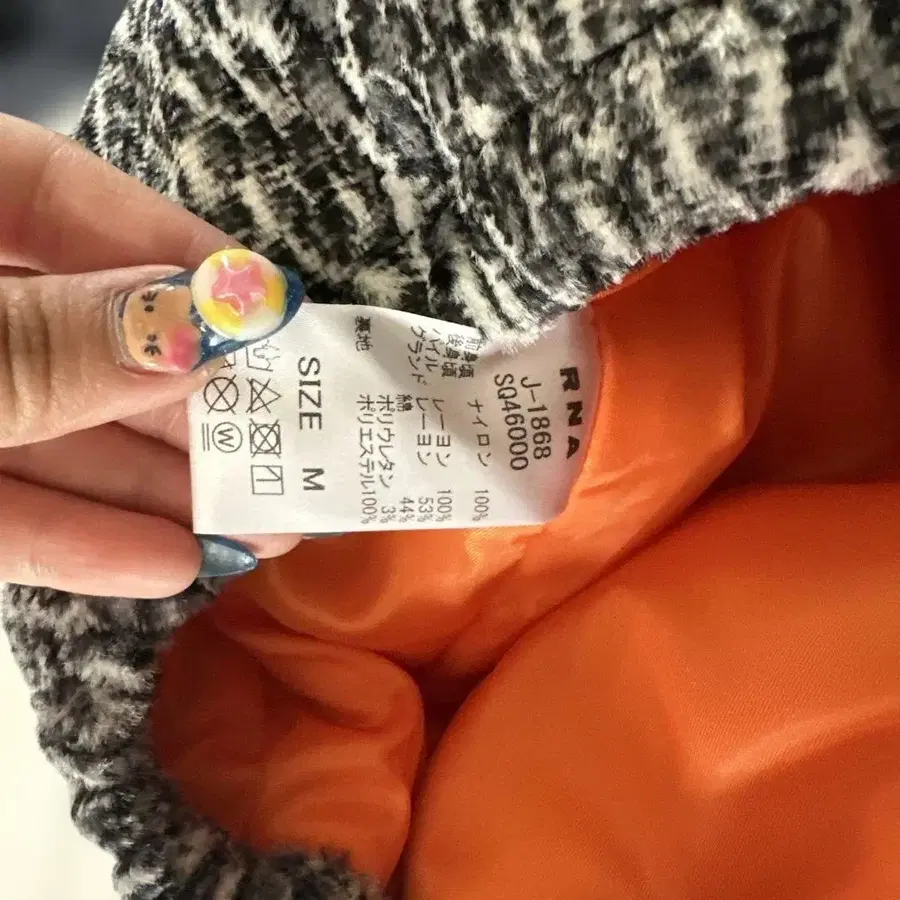 RNA
J-1868
SQ46000
前身頃 ナイロン 100%
後身頃
パイル レーヨン 100%
グランド レーヨン 53%
綿 44%
ポリウレタン 3%
裏地 ポリエステル100%
SIZE M
W